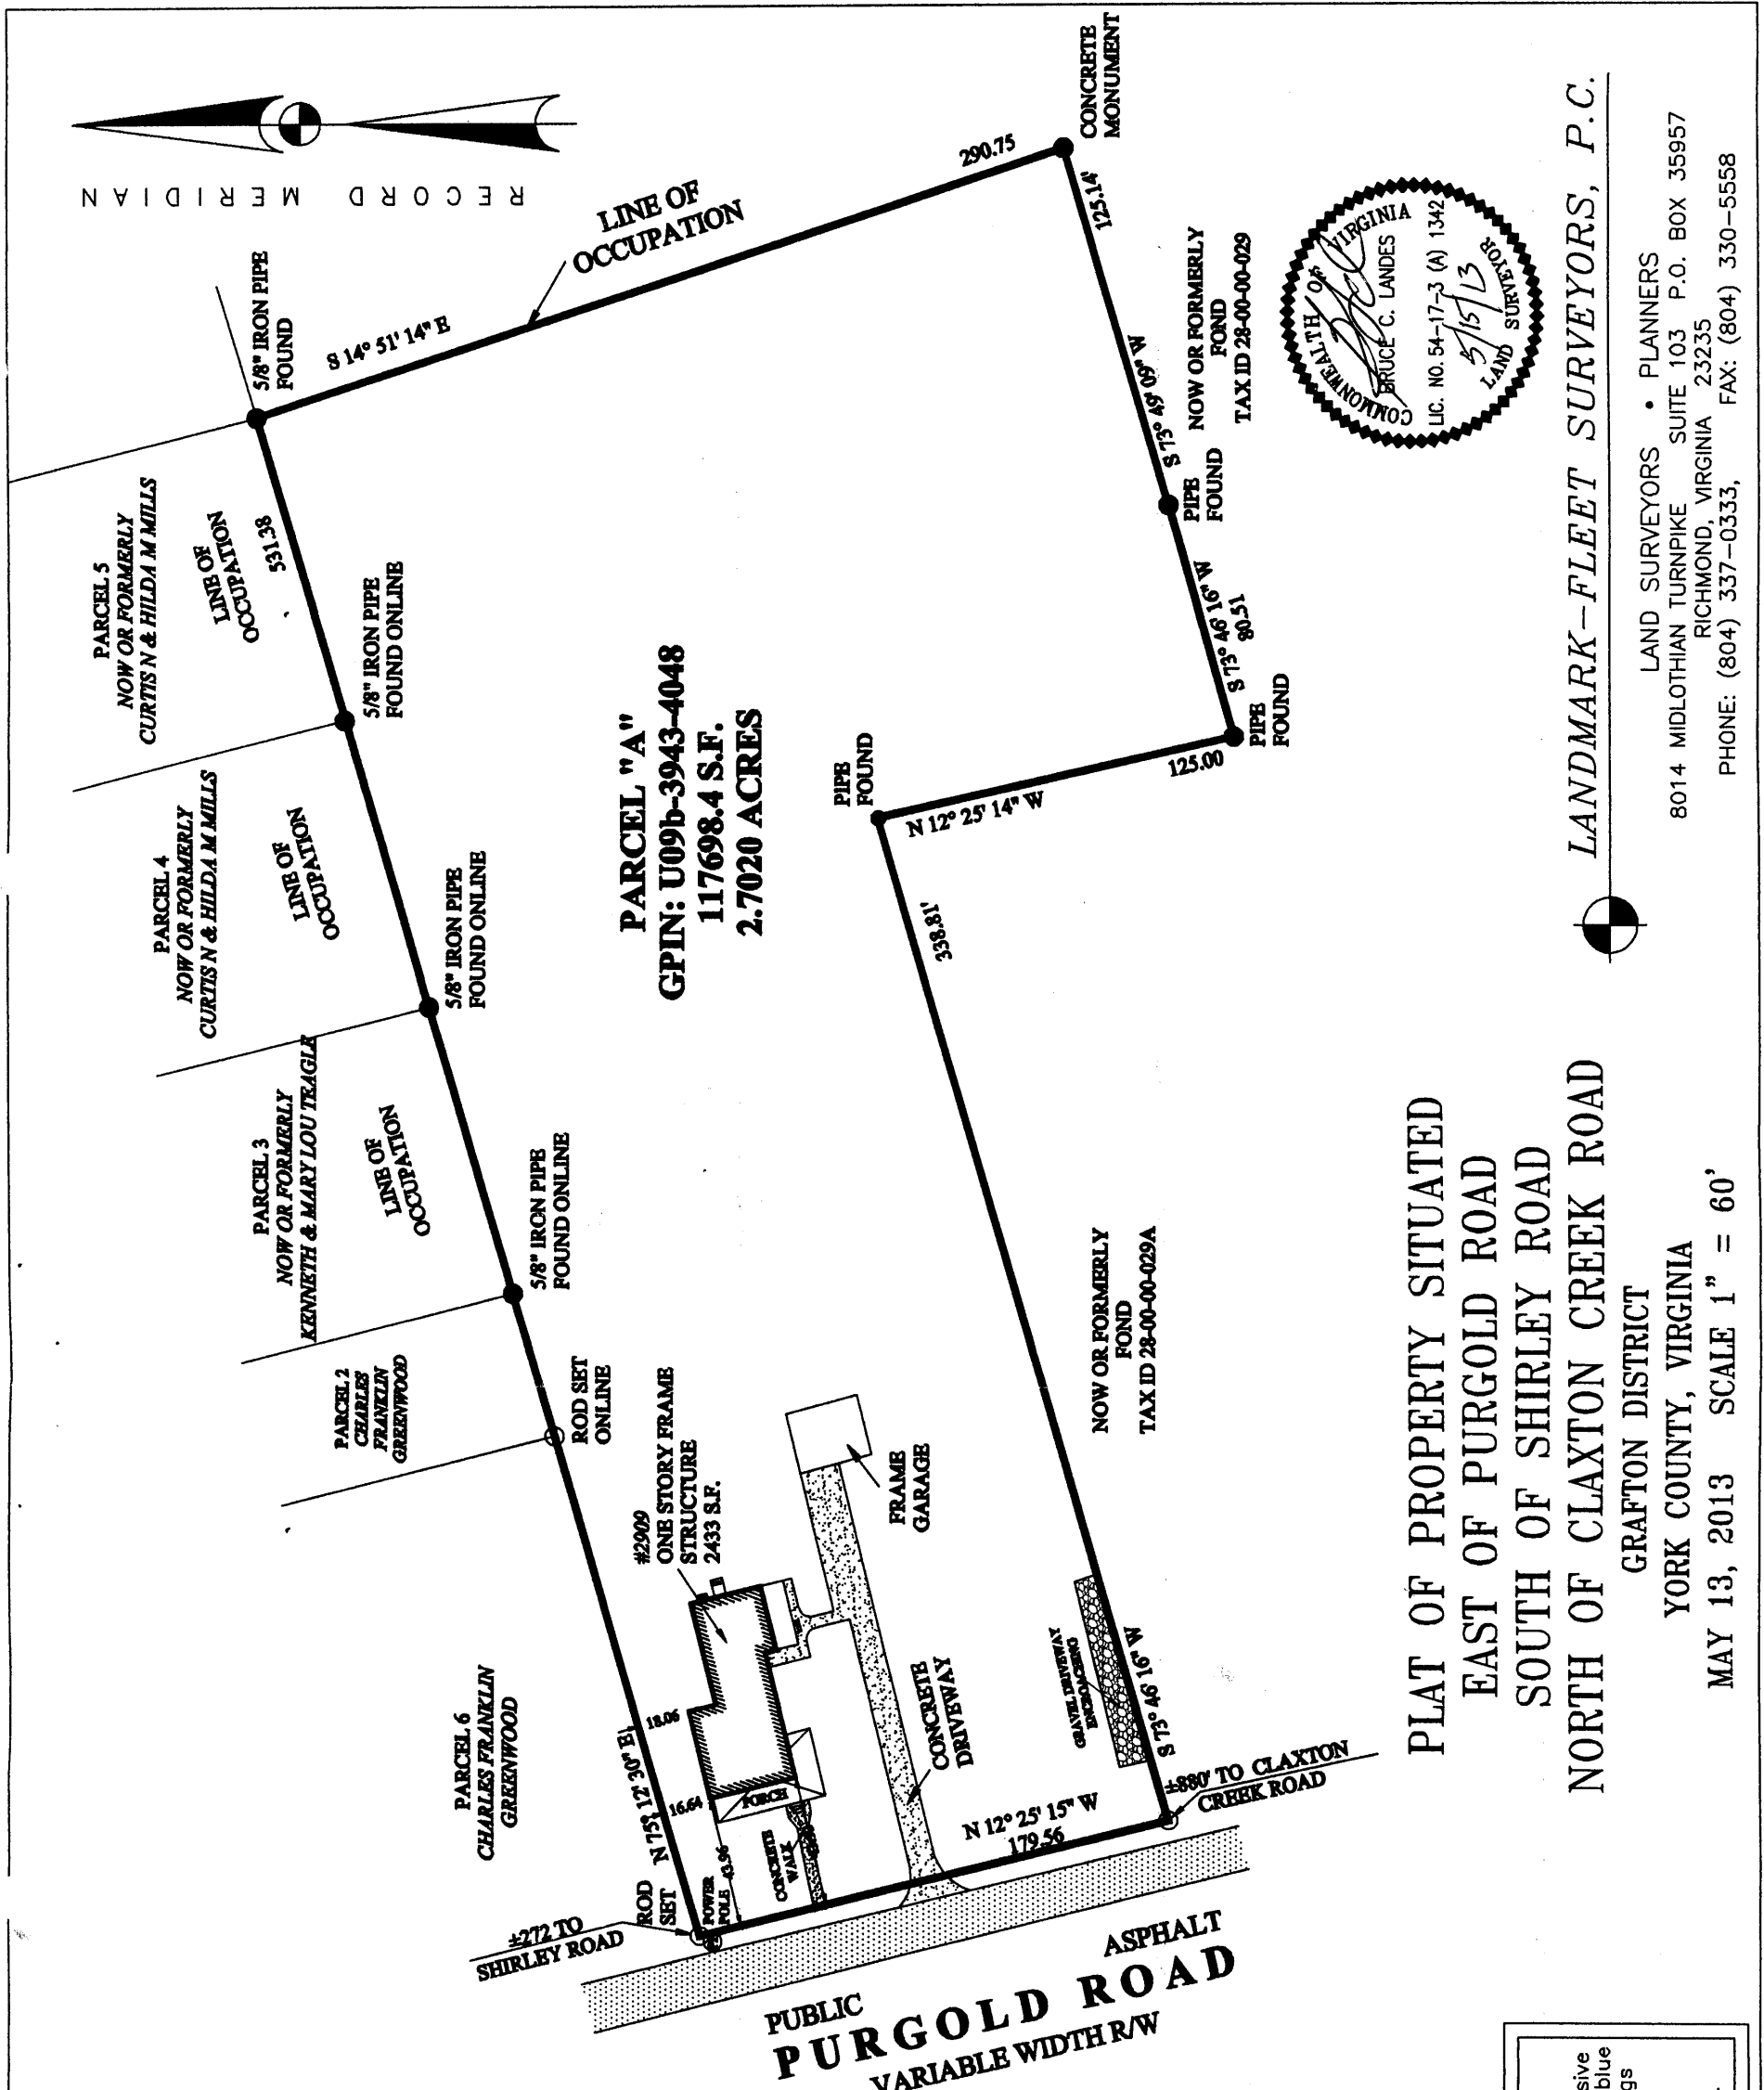 RECORD MERIDIAN
PARCEL 5
NOW OR FORMERLY
CURTIS N & HILDA M MILLS
LINE OF
OCCUPATION
531.38
5/8" IRON PIPE
FOUND
S 14° 51' 14" E
LINE OF
OCCUPATION
290.75
CONCRETE
MONUMENT
PARCEL 4
NOW OR FORMERLY
CURTIS N & HILDA M MILLS
LINE OF
OCCUPATION
5/8" IRON PIPE
FOUND ONLINE
PARCEL 3
NOW OR FORMERLY
KENNETH & MARY LOU TEAGLE
LINE OF
OCCUPATION
5/8" IRON PIPE
FOUND ONLINE
PARCEL 2
CHARLES
FRANKLIN
GREENWOOD
5/8" IRON PIPE
FOUND ONLINE
ROD SET
ONLINE
PARCEL 6
CHARLES FRANKLIN
GREENWOOD
N 75° 12' 30" E
18.06
16.64
43.96
±272 TO
SHIRLEY ROAD
ROD
SET
POWER
POLE
CONCRETE
WALK
PORCH
#2909
ONE STORY FRAME
STRUCTURE
2433 S.F.
FRAME
GARAGE
CONCRETE
DRIVEWAY
GRAVEL DRIVEWAY
ENCROACHING
PARCEL "A"
GPIN: U09b-3943-4048
117698.4 S.F.
2.7020 ACRES
PIPE
FOUND
N 12° 25' 14" W
125.00
PIPE
FOUND
S 73° 46' 16" W
80.51
PIPE
FOUND
S 73° 49' 09" W
125.14'
NOW OR FORMERLY
FOND
TAX ID 28-00-00-029
338.81'
S 73° 46' 16" W
NOW OR FORMERLY
FOND
TAX ID 28-00-00-029A
N 12° 25' 15" W
179.56
±880' TO CLAXTON
CREEK ROAD
PUBLIC
ASPHALT
PURGOLD ROAD
VARIABLE WIDTH R/W
PLAT OF PROPERTY SITUATED
EAST OF PURGOLD ROAD
SOUTH OF SHIRLEY ROAD
NORTH OF CLAXTON CREEK ROAD
GRAFTON DISTRICT
YORK COUNTY, VIRGINIA
MAY 13, 2013 SCALE 1" = 60'
COMMONWEALTH OF VIRGINIA
BRUCE C. LANDES
LIC. NO. 54-17-3 (A) 1342
5/15/13
LAND SURVEYOR
LANDMARK-FLEET SURVEYORS, P.C.
LAND SURVEYORS • PLANNERS
8014 MIDLOTHIAN TURNPIKE SUITE 103 P.O. BOX 35957
RICHMOND, VIRGINIA 23235
PHONE: (804) 337-0333, FAX: (804) 330-5558
sive
blue
gs